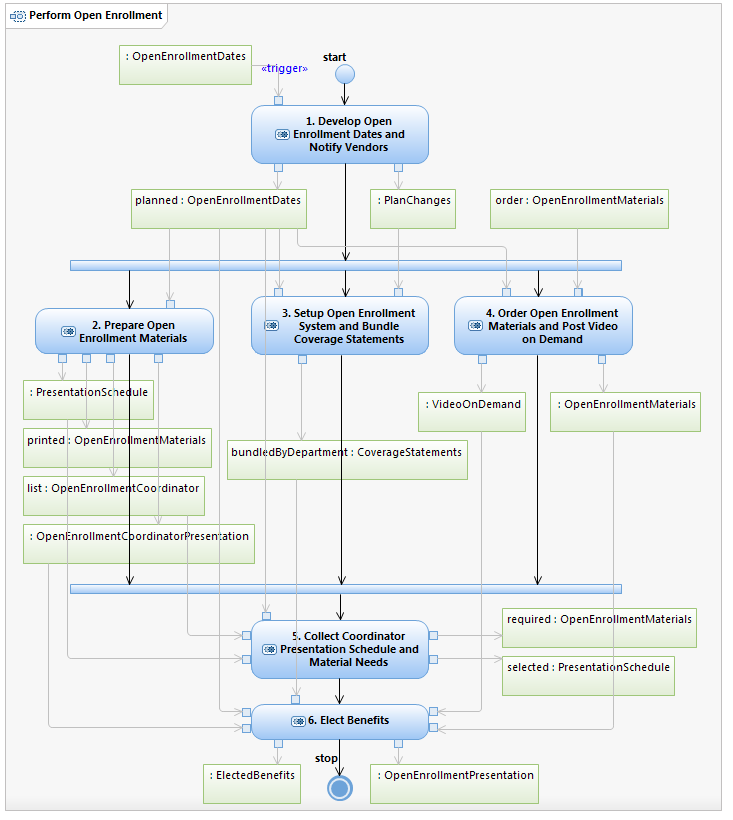 Perform Open Enrollment
: OpenEnrollmentDates
«trigger»
start
1. Develop Open
Enrollment Dates and
Notify Vendors
planned : OpenEnrollmentDates
: PlanChanges
order : OpenEnrollmentMaterials
2. Prepare Open
Enrollment Materials
3. Setup Open Enrollment
System and Bundle
Coverage Statements
4. Order Open Enrollment
Materials and Post Video
on Demand
: PresentationSchedule
printed : OpenEnrollmentMaterials
list : OpenEnrollmentCoordinator
: OpenEnrollmentCoordinatorPresentation
bundledByDepartment : CoverageStatements
: VideoOnDemand
: OpenEnrollmentMaterials
5. Collect Coordinator
Presentation Schedule and
Material Needs
required : OpenEnrollmentMaterials
selected : PresentationSchedule
6. Elect Benefits
stop
: ElectedBenefits
: OpenEnrollmentPresentation